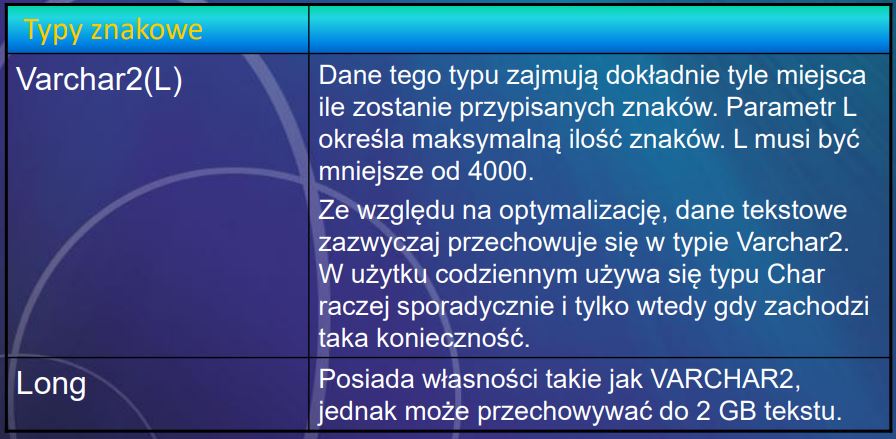 Typy znakowe
Varchar2(L)
Dane tego typu zajmują dokładnie tyle miejsca
ile zostanie przypisanych znaków. Parametr L
określa maksymalną ilość znaków. L musi być
mniejsze od 4000.
Ze względu na optymalizację, dane tekstowe
zazwyczaj przechowuje się w typie Varchar2.
W użytku codziennym używa się typu Char
raczej sporadycznie i tylko wtedy gdy zachodzi
taka konieczność.
Long
Posiada własności takie jak VARCHAR2,
jednak może przechowywać do 2 GB tekstu.